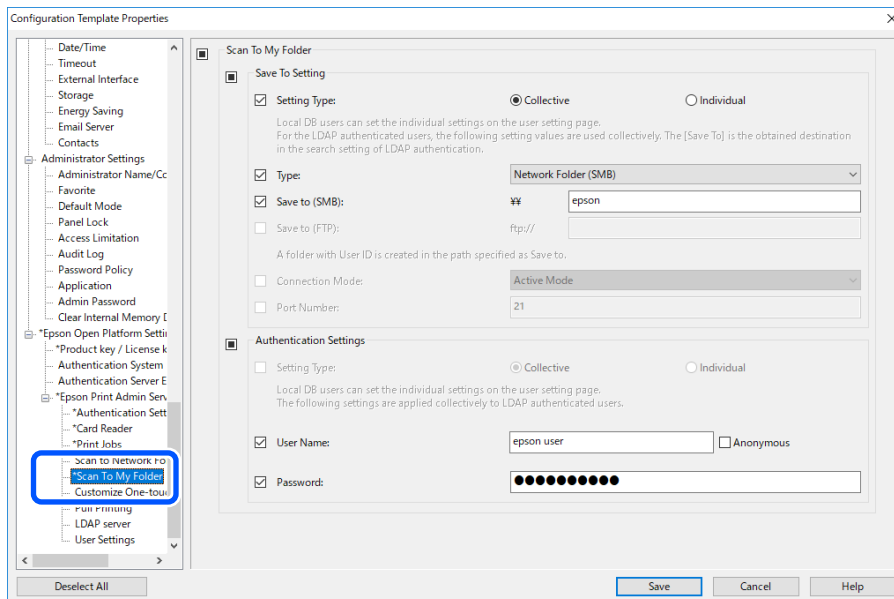 Configuration Template Properties
Date/Time
Timeout
External Interface
Storage
Energy Saving
Email Server
Contacts
Administrator Settings
Administrator Name/Co
Favorite
Default Mode
Panel Lock
Access Limitation
Audit Log
Password Policy
Application
Admin Password
Clear Internal Memory D
*Epson Open Platform Settin
*Product key / License k
Authentication System
Authentication Server E
*Epson Print Admin Serv
*Authentication Sett
*Card Reader
*Print Jobs
Scan to Network Fo
*Scan To My Folder
Customize One-touc
Pull Printing
LDAP server
User Settings
Scan To My Folder
Save To Setting
Setting Type: Collective Individual
Local DB users can set the individual settings on the user setting page.
For the LDAP authenticated users, the following setting values are used collectively. The [Save To] is the obtained destination
in the search setting of LDAP authentication.
Type: Network Folder (SMB)
Save to (SMB): ¥¥ epson
Save to (FTP): ftp://
A folder with User ID is created in the path specified as Save to.
Connection Mode: Active Mode
Port Number: 21
Authentication Settings
Setting Type: Collective Individual
Local DB users can set the individual settings on the user setting page.
The following settings are applied collectively to LDAP authenticated users.
User Name: epson user Anonymous
Password: ●●●●●●●●●●
Deselect All Save Cancel Help